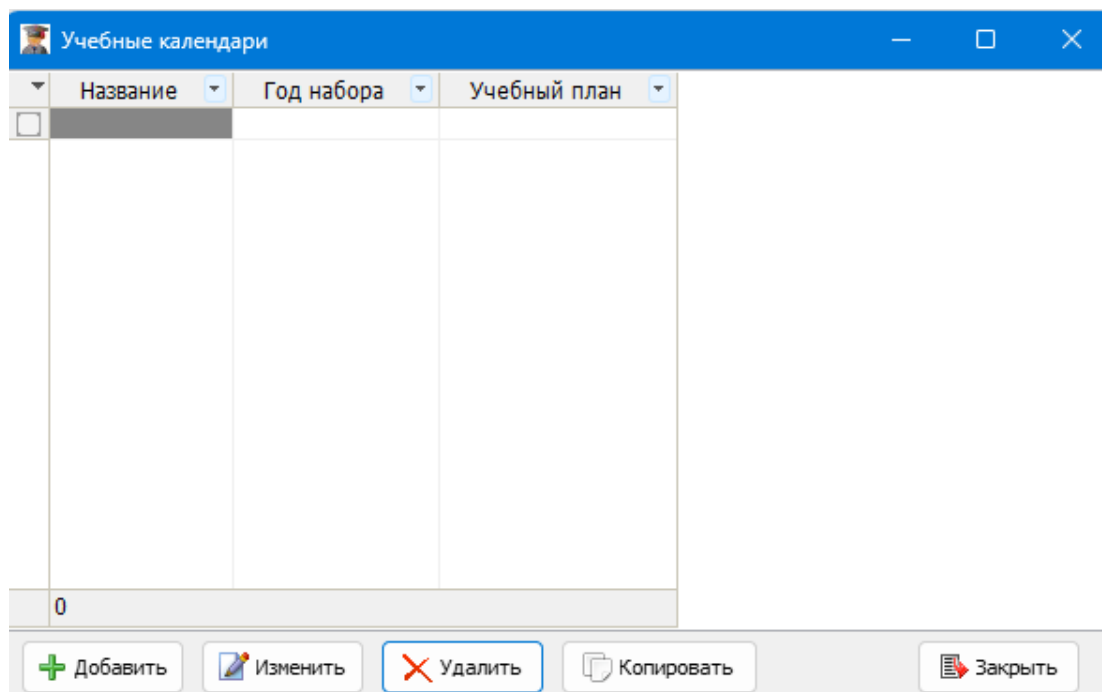 Учебные календари
Название Год набора Учебный план
0
Добавить Изменить Удалить Копировать Закрыть